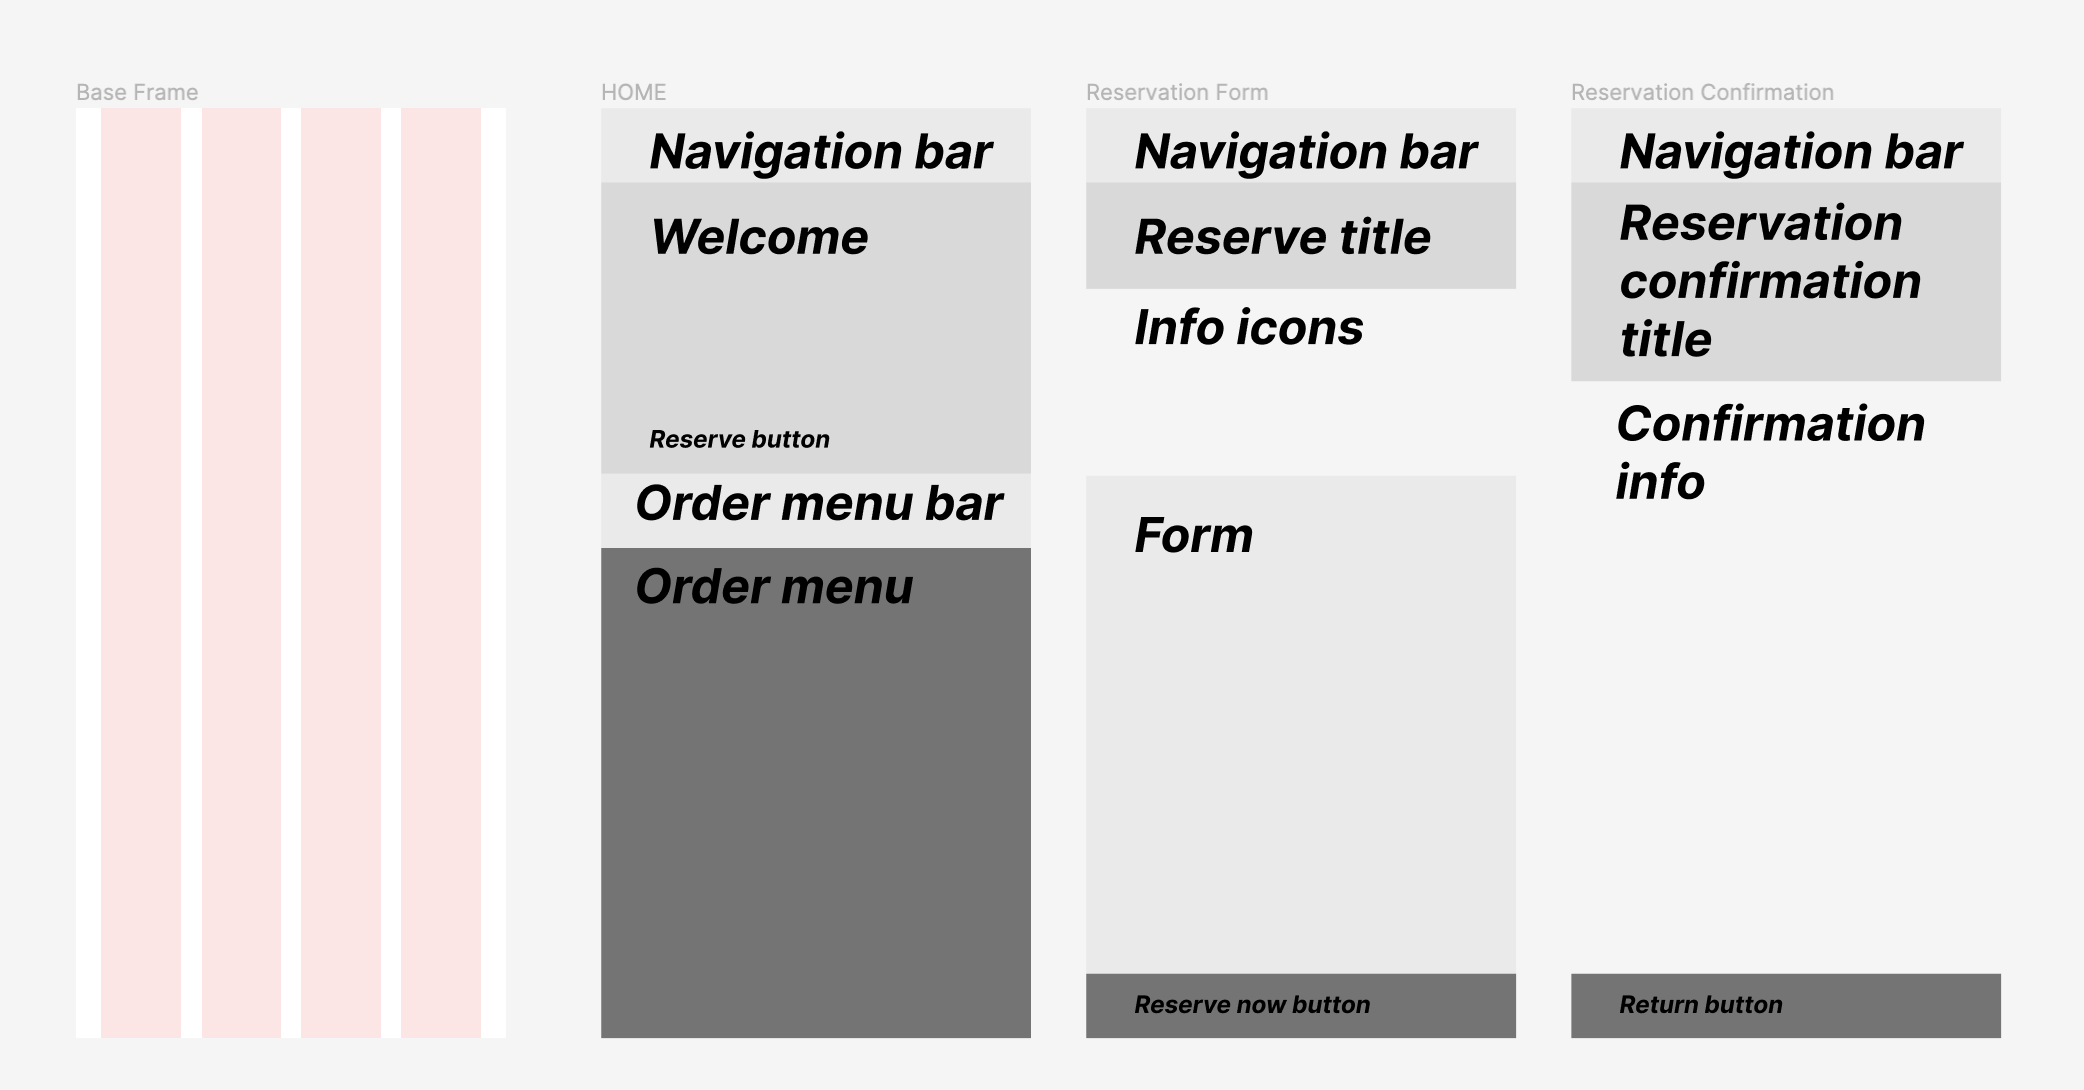 Base Frame
HOME
Navigation bar
Welcome
Reserve button
Order menu bar
Order menu
Reservation Form
Navigation bar
Reserve title
Info icons
Form
Reserve now button
Reservation Confirmation
Navigation bar
Reservation
confirmation
title
Confirmation
info
Return button